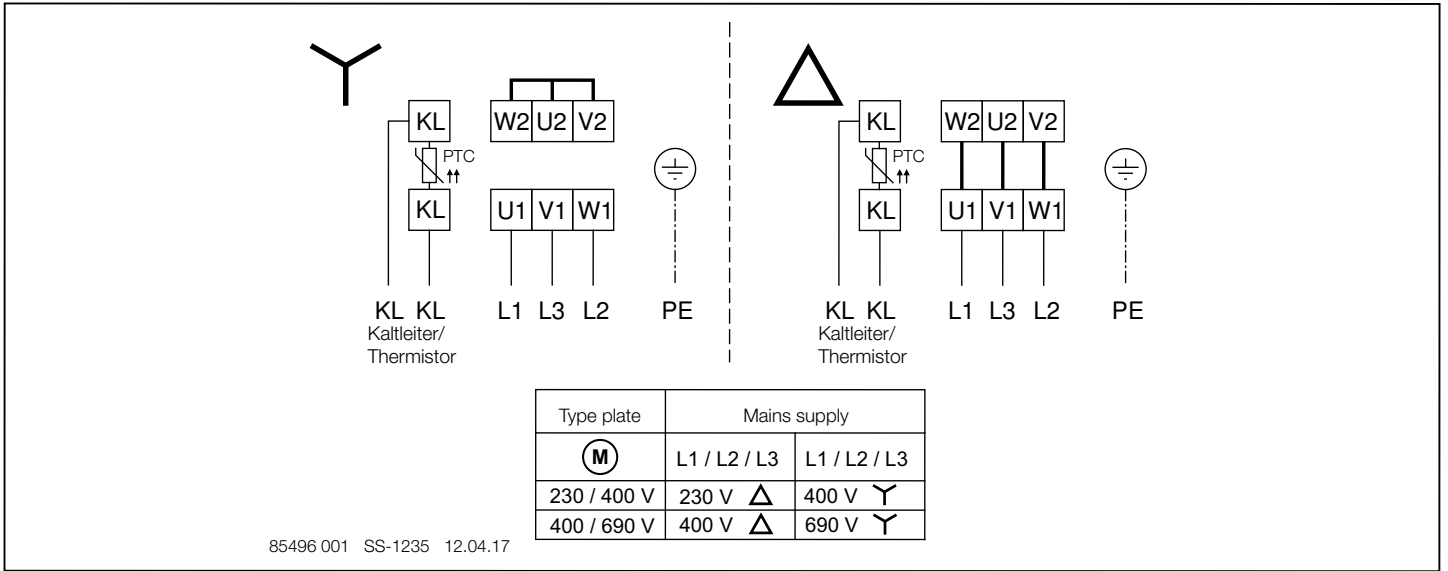 KL W2 U2 V2
PTC
KL U1 V1 W1
KL KL L1 L3 L2 PE
Kaltleiter/
Thermistor
KL W2 U2 V2
PTC
KL U1 V1 W1
KL KL L1 L3 L2 PE
Kaltleiter/
Thermistor
Type plate Mains supply
M L1 / L2 / L3 L1 / L2 / L3
230 / 400 V 230 V 400 V
400 / 690 V 400 V 690 V
85496 001 SS-1235 12.04.17